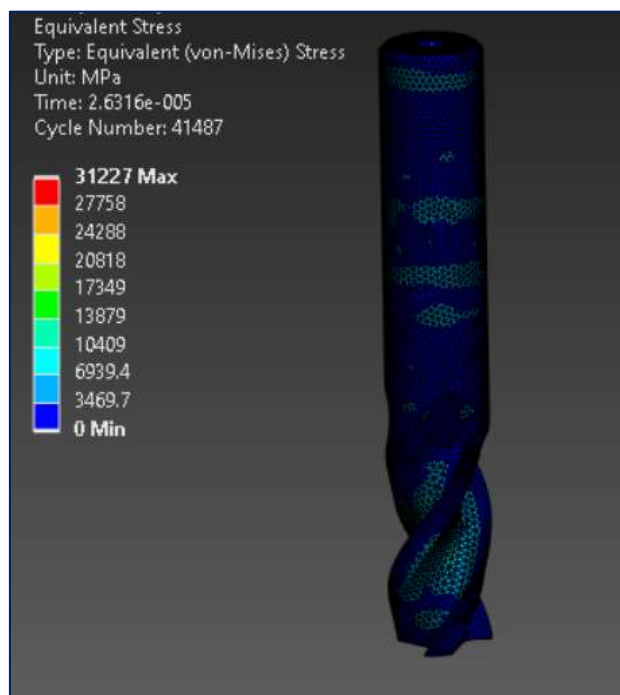 Equivalent Stress
Type: Equivalent (von-Mises) Stress
Unit: MPa
Time: 2.6316e-005
Cycle Number: 41487
31227 Max
27758
24288
20818
17349
13879
10409
6939.4
3469.7
0 Min